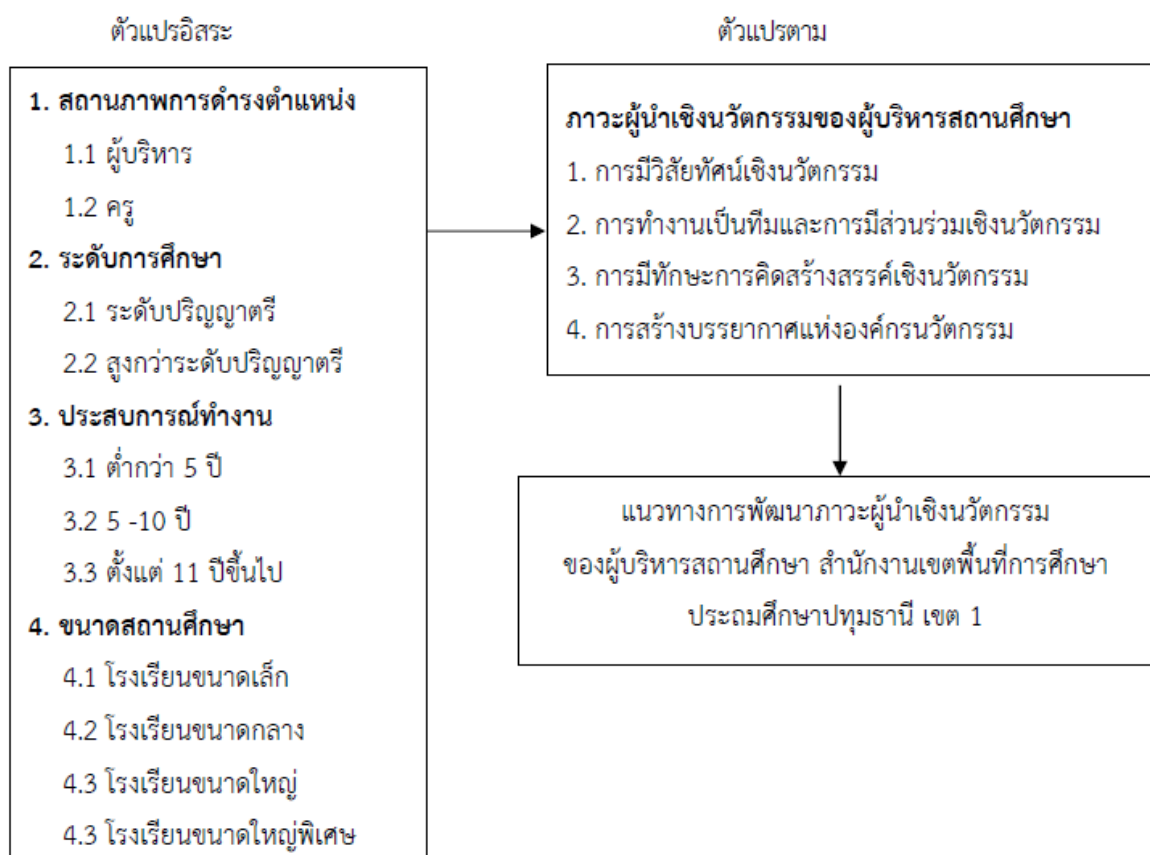 ตัวแปรอิสระ
1. สถานภาพการดำรงตำแหน่ง
1.1 ผู้บริหาร
1.2 ครู
2. ระดับการศึกษา
2.1 ระดับปริญญาตรี
2.2 สูงกว่าระดับปริญญาตรี
3. ประสบการณ์ทำงาน
3.1 ต่ำกว่า 5 ปี
3.2 5 -10 ปี
3.3 ตั้งแต่ 11 ปีขึ้นไป
4. ขนาดสถานศึกษา
4.1 โรงเรียนขนาดเล็ก
4.2 โรงเรียนขนาดกลาง
4.3 โรงเรียนขนาดใหญ่
4.3 โรงเรียนขนาดใหญ่พิเศษ
ตัวแปรตาม
ภาวะผู้นำเชิงนวัตกรรมของผู้บริหารสถานศึกษา
1. การมีวิสัยทัศน์เชิงนวัตกรรม
2. การทำงานเป็นทีมและการมีส่วนร่วมเชิงนวัตกรรม
3. การมีทักษะการคิดสร้างสรรค์เชิงนวัตกรรม
4. การสร้างบรรยากาศแห่งองค์กรนวัตกรรม
แนวทางการพัฒนาภาวะผู้นำเชิงนวัตกรรม
ของผู้บริหารสถานศึกษา สำนักงานเขตพื้นที่การศึกษา
ประถมศึกษาปทุมธานี เขต 1